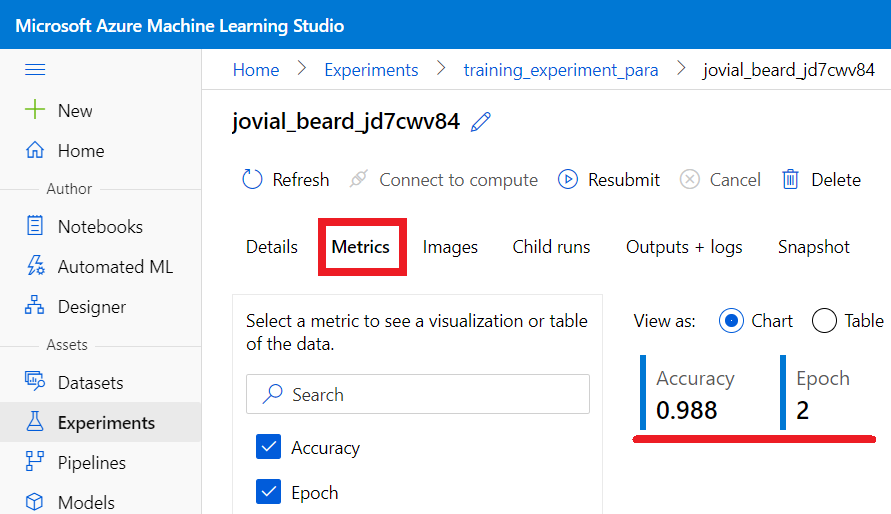 Microsoft Azure Machine Learning Studio
Home > Experiments > training_experiment_para > jovial_beard_jd7cwv84
New
Home
Author
Notebooks
Automated ML
Designer
Assets
Datasets
Experiments
Pipelines
Models
jovial_beard_jd7cwv84
Refresh Connect to compute Resubmit Cancel Delete
Details Metrics Images Child runs Outputs + logs Snapshot
Select a metric to see a visualization or table
of the data.
Search
Accuracy
Epoch
View as: Chart Table
Accuracy Epoch
0.988 2